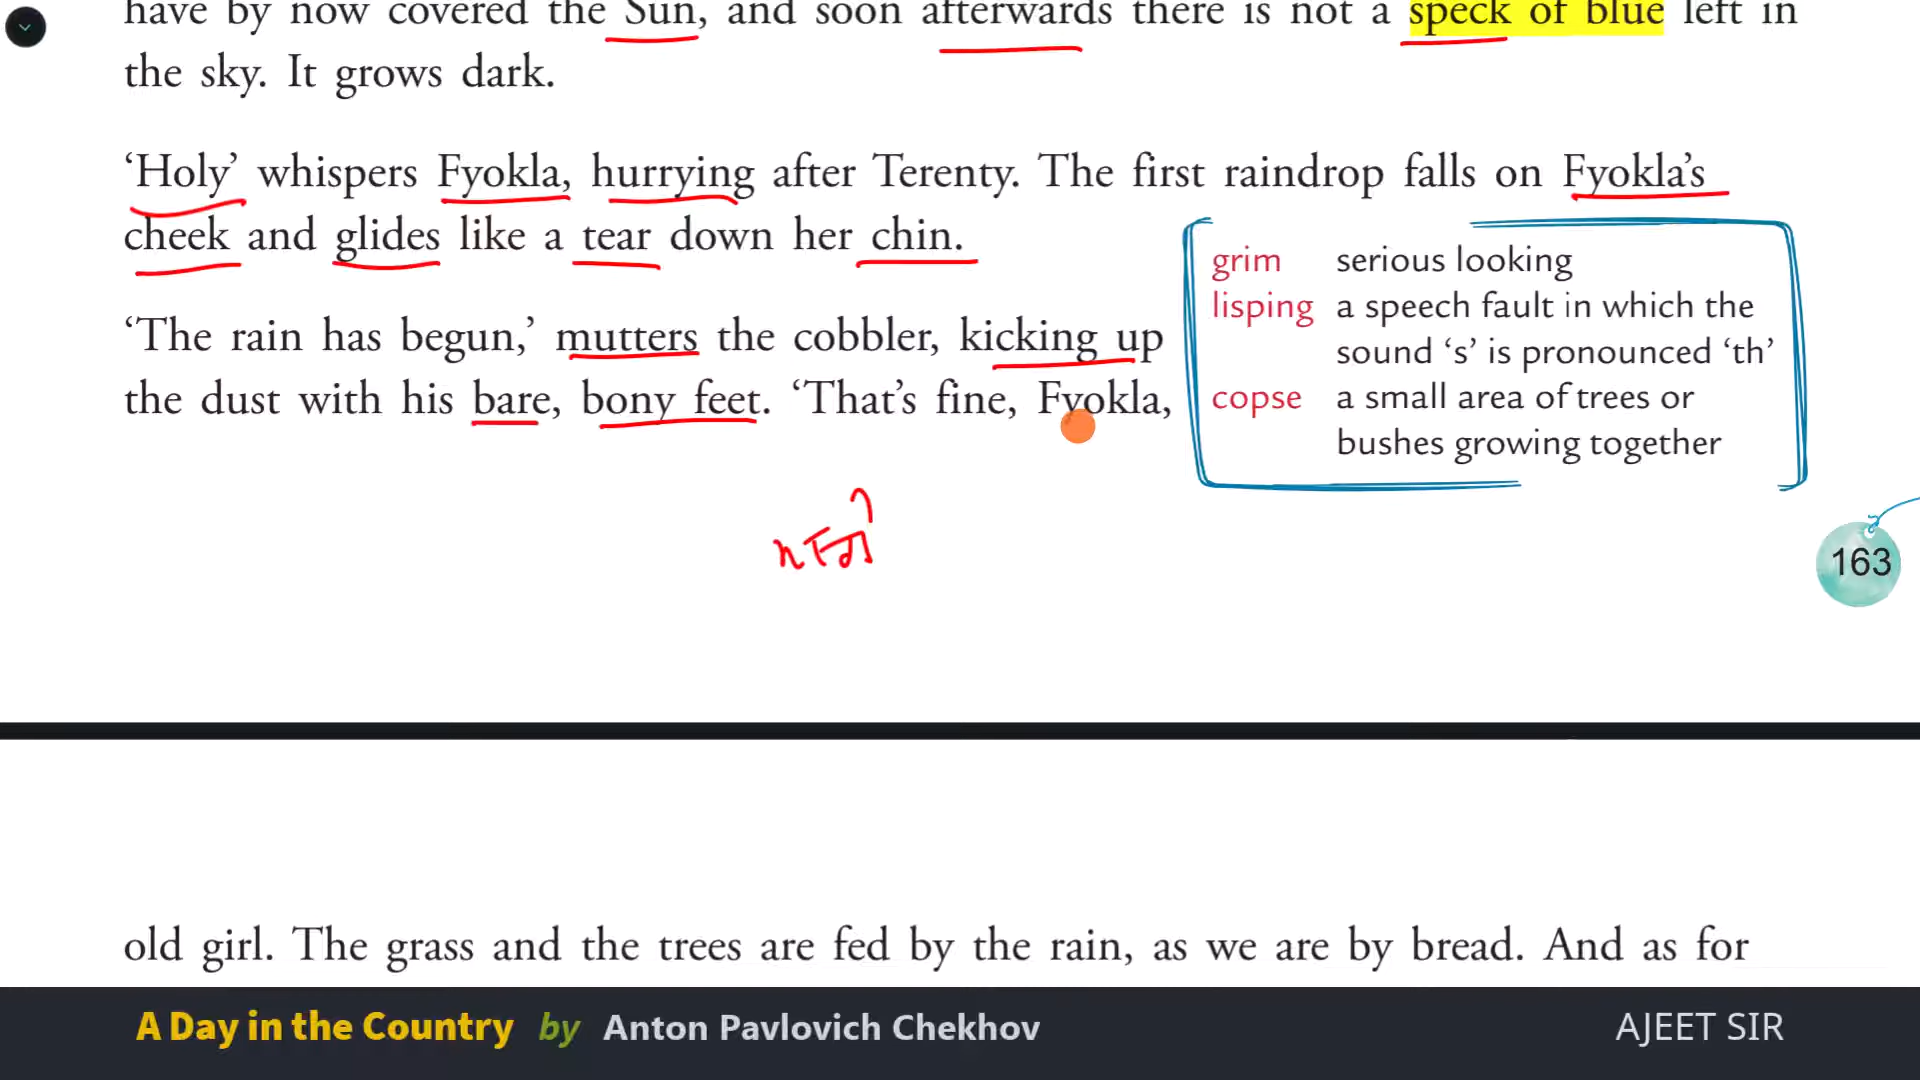 have by now covered the Sun, and soon afterwards there is not a speck of blue left in
the sky. It grows dark.
‘Holy’ whispers Fyokla, hurrying after Terenty. The first raindrop falls on Fyokla’s
cheek and glides like a tear down her chin.
‘The rain has begun,’ mutters the cobbler, kicking up
the dust with his bare, bony feet. ‘That’s fine, Fyokla,
grim serious looking
lisping a speech fault in which the
sound ‘s’ is pronounced ‘th’
copse a small area of trees or
bushes growing together
163
old girl. The grass and the trees are fed by the rain, as we are by bread. And as for
A Day in the Country by Anton Pavlovich Chekhov
AJEET SIR